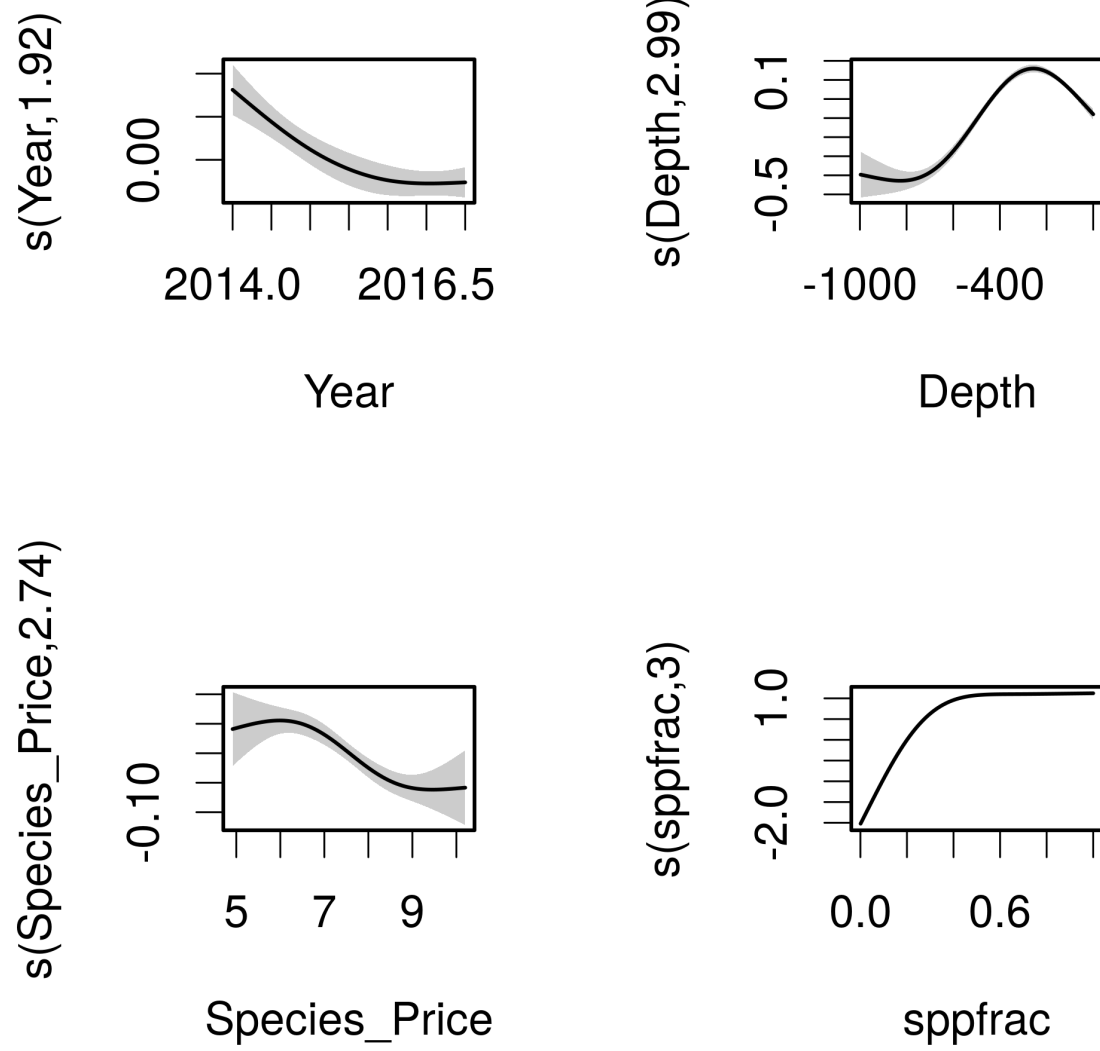 s(Year,1.92)
0.00
2014.0 2016.5
Year
s(Depth,2.99)
0.1
-0.5
-1000 -400
Depth
s(Species_Price,2.74)
-0.10
5 7 9
Species_Price
s(sppfrac,3)
1.0
-2.0
0.0 0.6
sppfrac